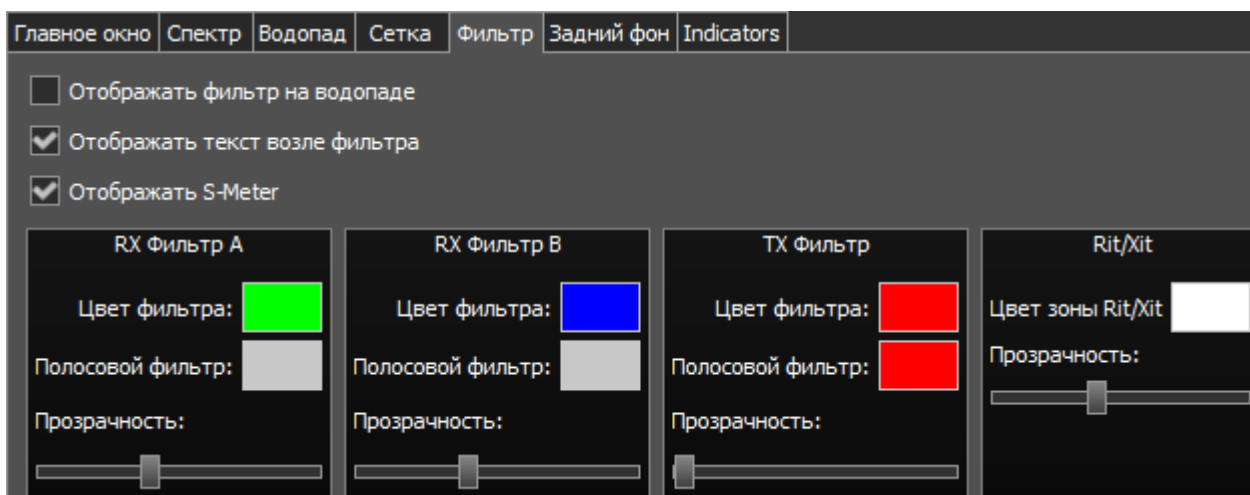 Главное окно Спектр Водопад Сетка Фильтр Задний фон Indicators
Отображать фильтр на водопаде
Отображать текст возле фильтра
Отображать S-Meter
RX Фильтр A
Цвет фильтра:
Полосовой фильтр:
Прозрачность:
RX Фильтр B
Цвет фильтра:
Полосовой фильтр:
Прозрачность:
TX Фильтр
Цвет фильтра:
Полосовой фильтр:
Прозрачность:
Rit/Xit
Цвет зоны Rit/Xit
Прозрачность: